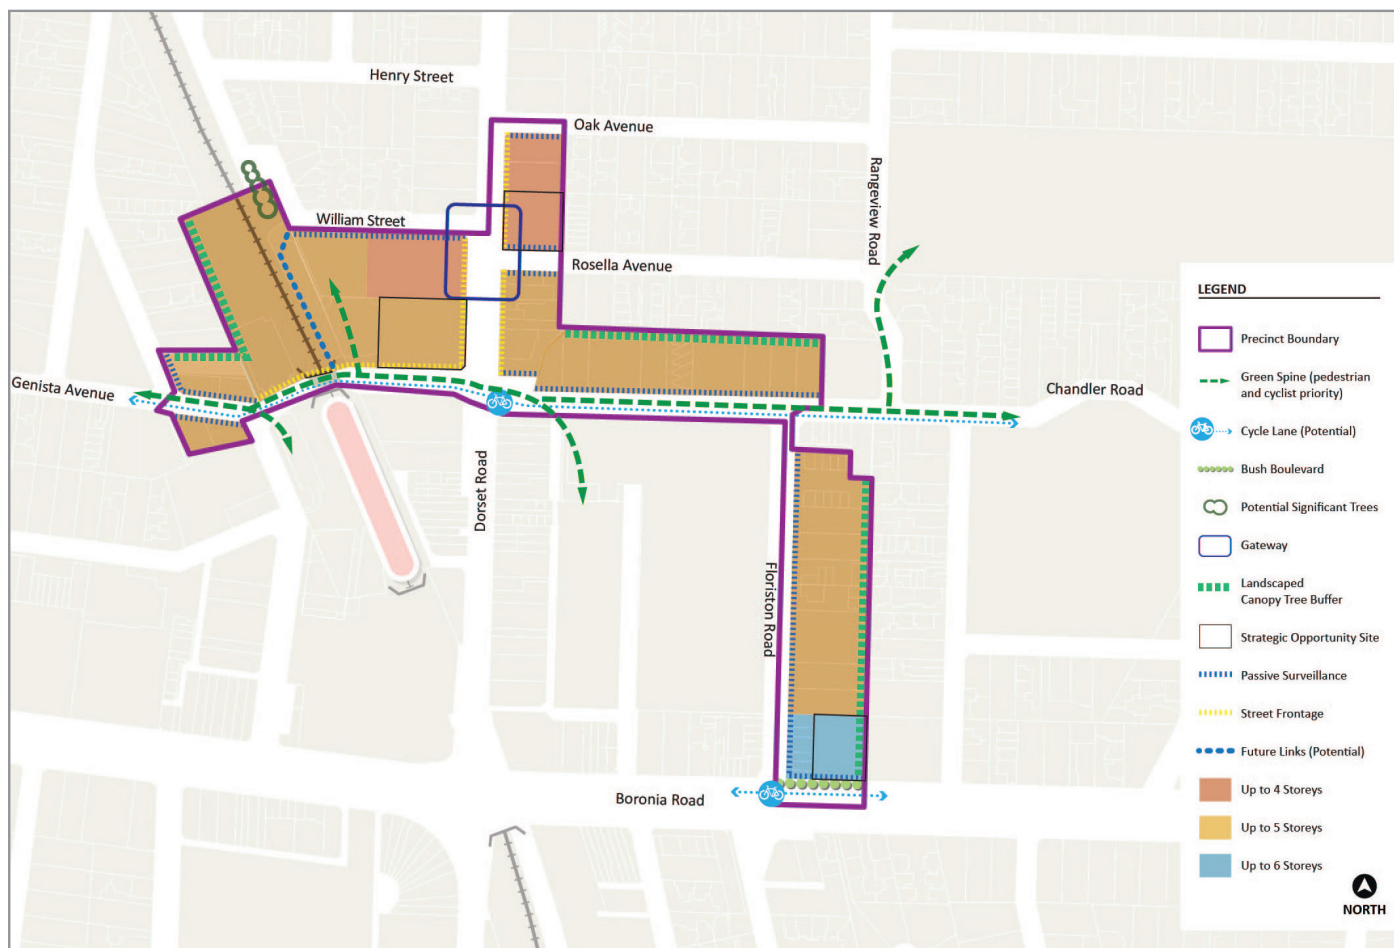 Henry Street
Oak Avenue
Rangeview Road
William Street
Rosella Avenue
Genista Avenue
Chandler Road
Dorset Road
Floriston Road
Boronia Road
LEGEND
Precinct Boundary
Green Spine (pedestrian
and cyclist priority)
Cycle Lane (Potential)
Bush Boulevard
Potential Significant Trees
Gateway
Landscaped
Canopy Tree Buffer
Strategic Opportunity Site
Passive Surveillance
Street Frontage
Future Links (Potential)
Up to 4 Storeys
Up to 5 Storeys
Up to 6 Storeys
NORTH